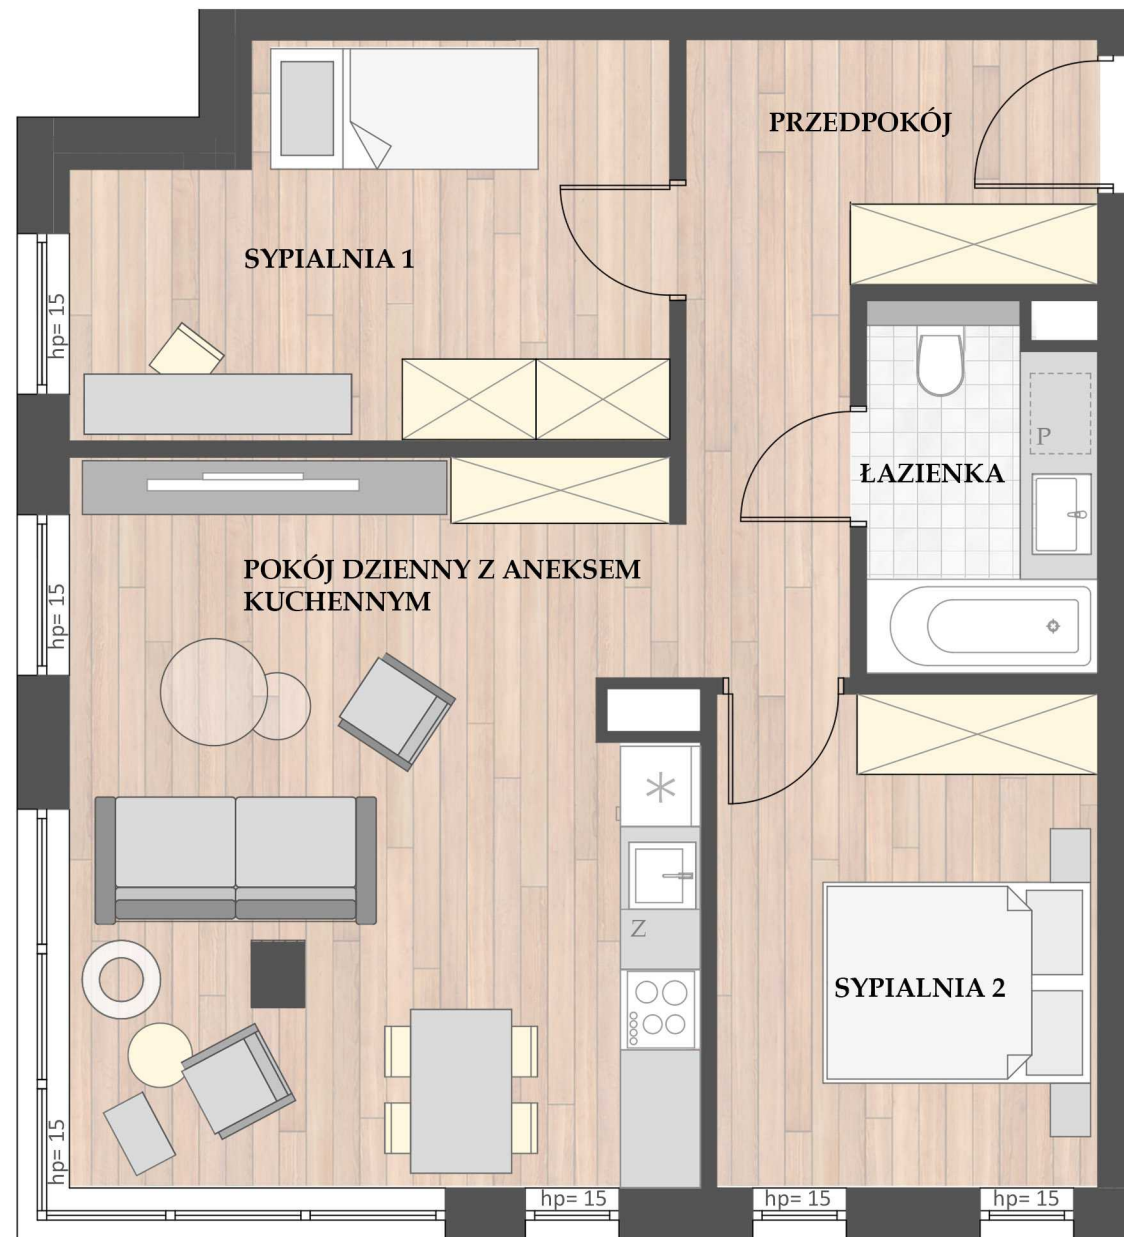 PRZEDPOKÓJ
SYPIALNIA 1
hp= 15
P
ŁAZIENKA
POKÓJ DZIENNY Z ANEKSEM
KUCHENNYM
hp= 15
Z
SYPIALNIA 2
hp= 15
hp= 15
hp= 15
hp= 15